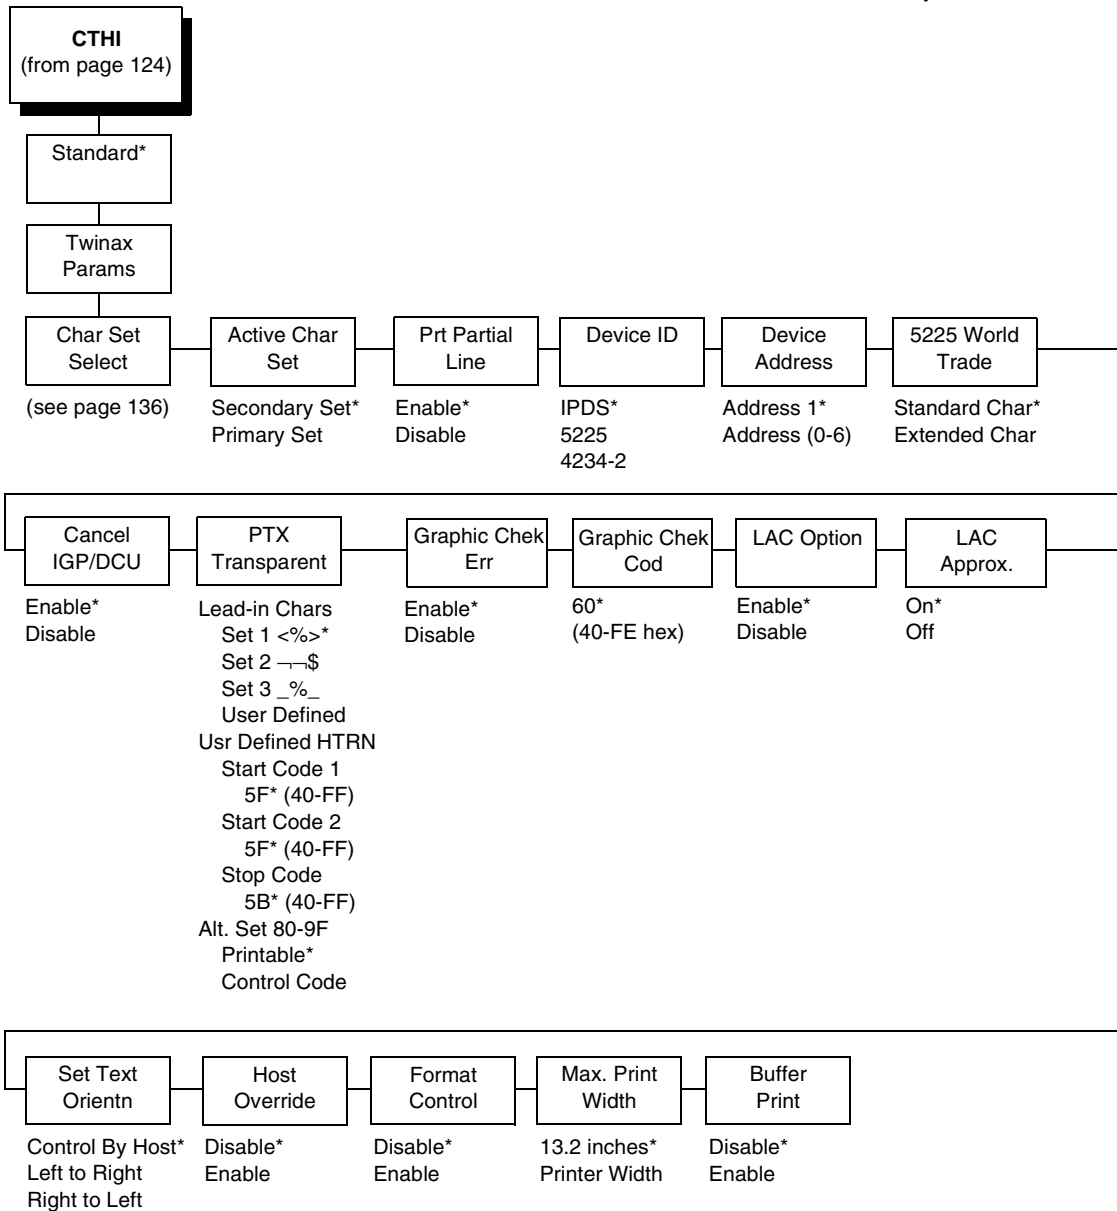 CTHI
(from page 124)
Standard*
Twinax
Params
Char Set
Select
(see page 136)
Active Char
Set
Secondary Set*
Primary Set
Prt Partial
Line
Enable*
Disable
Device ID
IPDS*
5225
4234-2
Device
Address
Address 1*
Address (0-6)
5225 World
Trade
Standard Char*
Extended Char
Cancel
IGP/DCU
Enable*
Disable
PTX
Transparent
Lead-in Chars
Set 1 <%>*
Set 2 ¬¬$
Set 3 _%_
User Defined
Usr Defined HTRN
Start Code 1
5F* (40-FF)
Start Code 2
5F* (40-FF)
Stop Code
5B* (40-FF)
Alt. Set 80-9F
Printable*
Control Code
Graphic Chek
Err
Enable*
Disable
Graphic Chek
Cod
60*
(40-FE hex)
LAC Option
Enable*
Disable
LAC
Approx.
On*
Off
Set Text
Orientn
Control By Host*
Left to Right
Right to Left
Host
Override
Disable*
Enable
Format
Control
Disable*
Enable
Max. Print
Width
13.2 inches*
Printer Width
Buffer
Print
Disable*
Enable